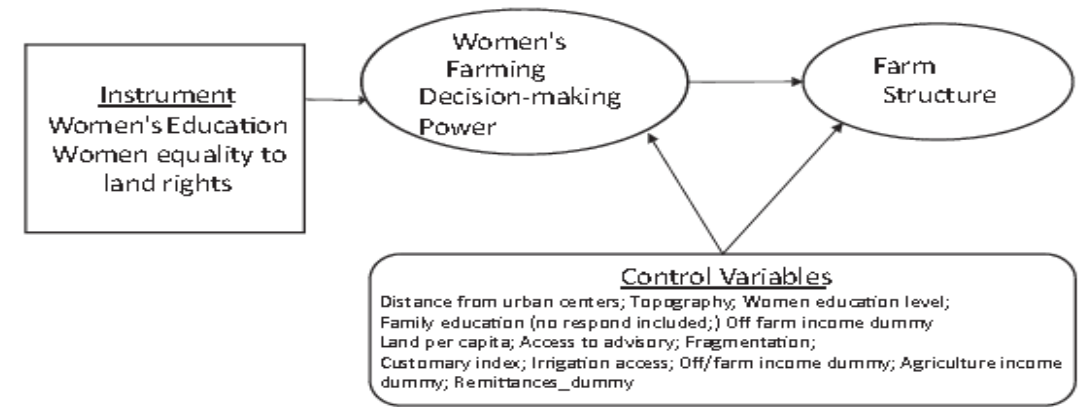 Instrument
Women's Education
Women equality to
land rights
Women's
Farming
Decision-making
Power
Farm
Structure
Control Variables
Distance from urban centers; Topography; Women education level;
Family education (no respond included;) Off farm income dummy
Land per capita; Access to advisory; Fragmentation;
Customary index; Irrigation access; Off/farm income dummy; Agriculture income
dummy; Remittances_dummy